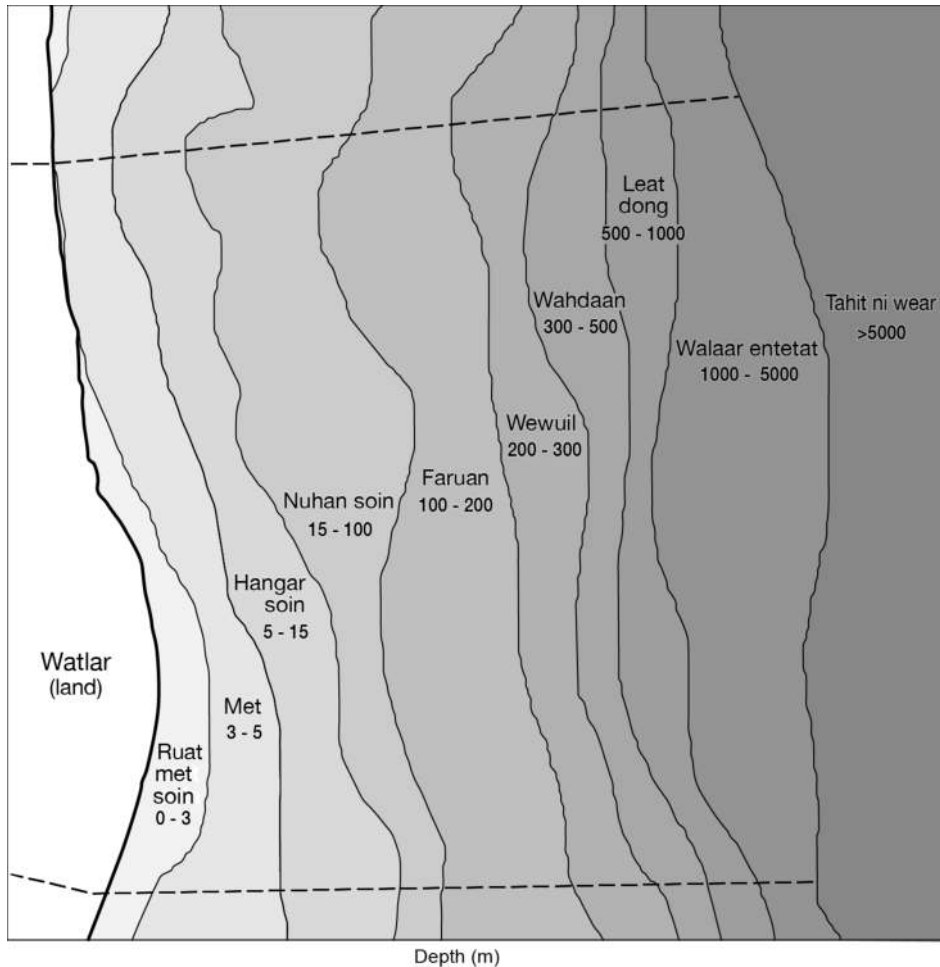 Leat
dong
500 - 1000
Wahdaan
300 - 500
Tahit ni wear
>5000
Walaar entetat
1000 - 5000
Wewuil
200 - 300
Faruan
100 - 200
Nuhan soin
15 - 100
Hangar
soin
5 - 15
Watlar
(land)
Met
3 - 5
Ruat
met
soin
0 - 3
Depth (m)